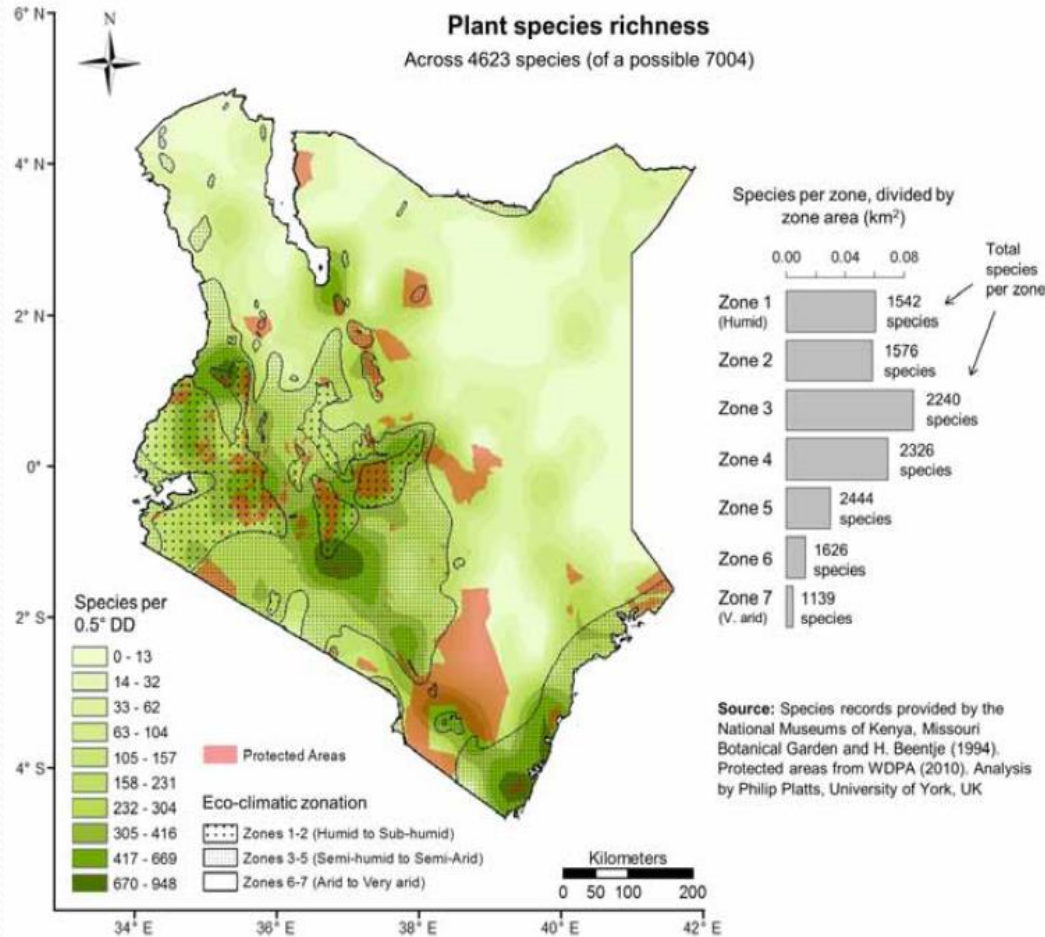 Plant species richness
Across 4623 species (of a possible 7004)
N
6° N
4° N
2° N
0°
2° S
4° S
34° E
36° E
38° E
40° E
42° E
Species per zone, divided by
zone area (km²)
0.00
0.04
0.08
Total
species
per zone
Zone 1
(Humid)
1542
species
Zone 2
1576
species
Zone 3
2240
species
Zone 4
2326
species
Zone 5
2444
species
Zone 6
1626
species
Zone 7
(V. arid)
1139
species
Species per
0.5° DD
0 - 13
14 - 32
33 - 62
63 - 104
105 - 157
158 - 231
232 - 304
305 - 416
417 - 669
670 - 948
Protected Areas
Eco-climatic zonation
Zones 1-2 (Humid to Sub-humid)
Zones 3-5 (Semi-humid to Semi-Arid)
Zones 6-7 (Arid to Very arid)
Kilometers
0 50 100 200
Source: Species records provided by the
National Museums of Kenya, Missouri
Botanical Garden and H. Beentje (1994).
Protected areas from WDPA (2010). Analysis
by Philip Platts, University of York, UK